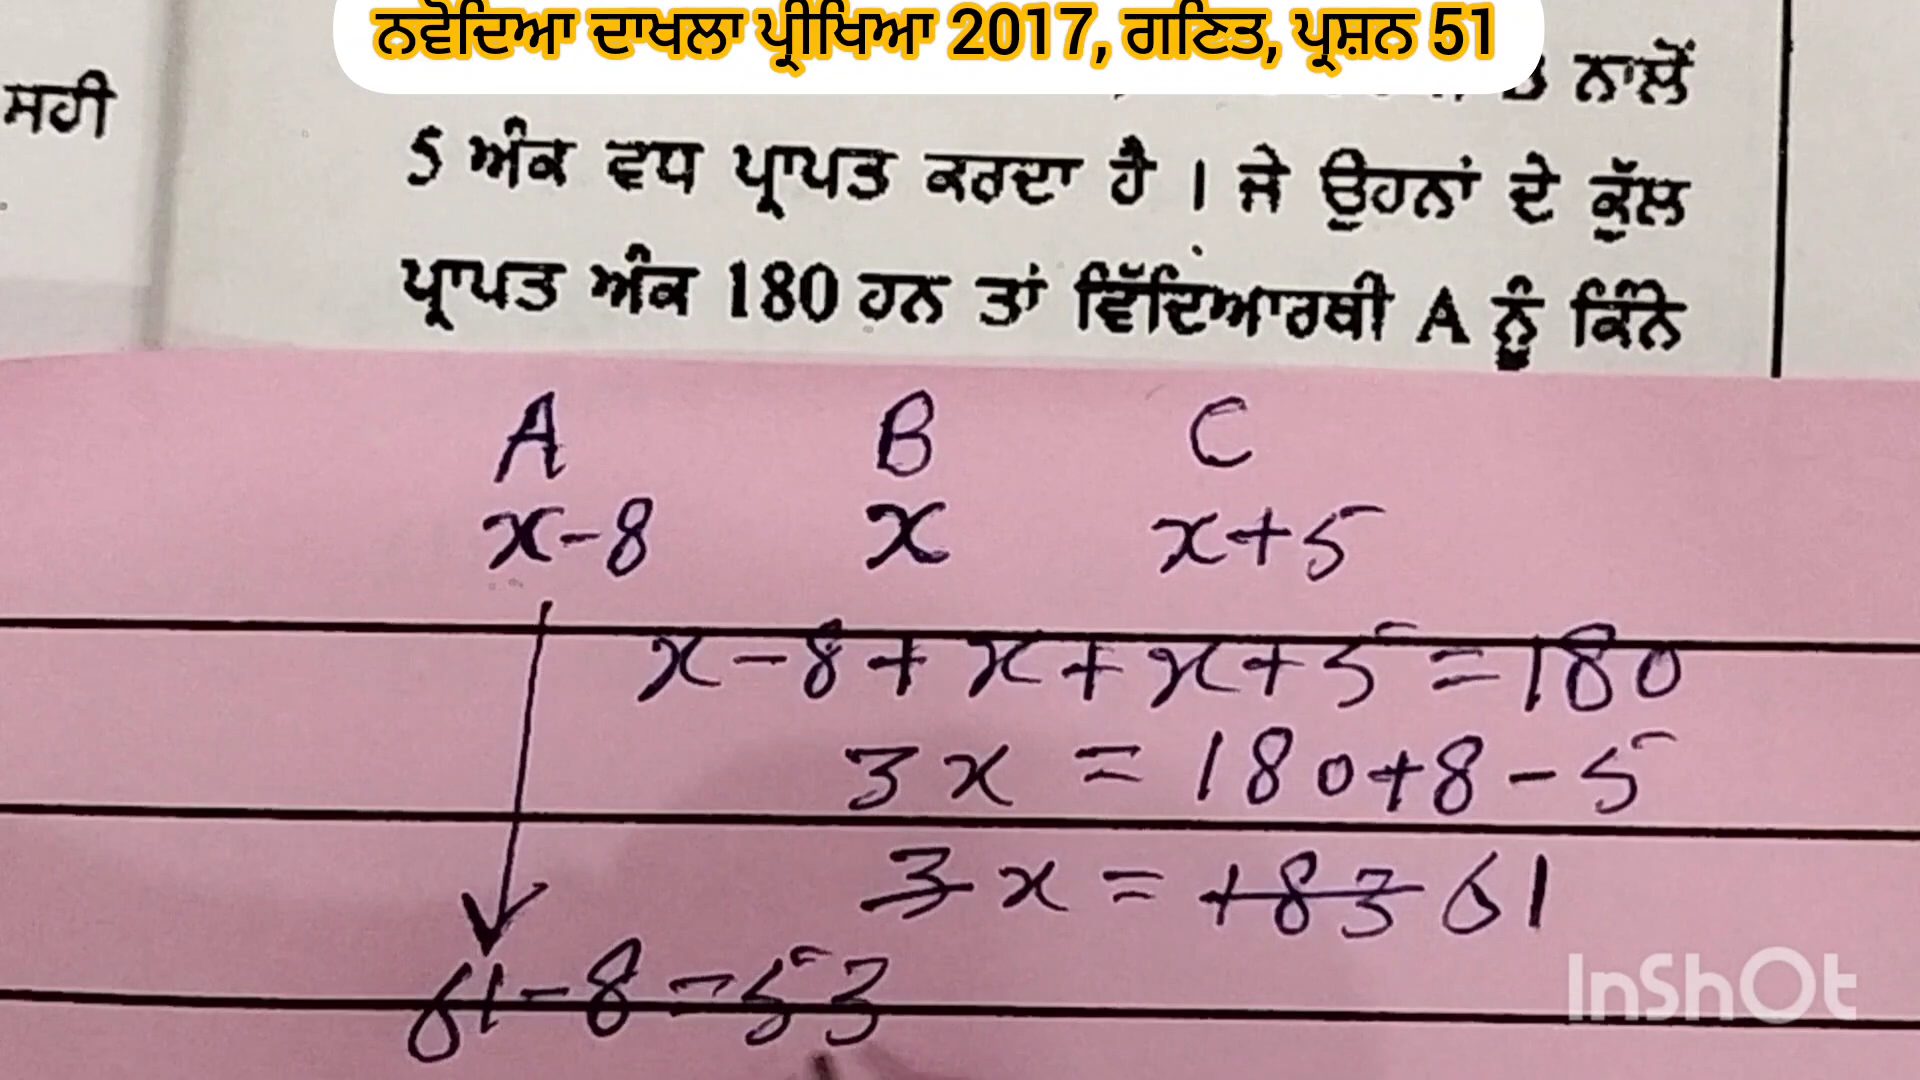 ਨਵੋਦਿਆ ਦਾਖਲਾ ਪ੍ਰੀਖਿਆ 2017, ਗਣਿਤ, ਪ੍ਰਸ਼ਨ 51
ਸਹੀ
B ਨਾਲੋਂ
5 ਅੰਕ ਵਧ ਪ੍ਰਾਪਤ ਕਰਦਾ ਹੈ । ਜੇ ਉਹਨਾਂ ਦੇ ਕੁੱਲ
ਪ੍ਰਾਪਤ ਅੰਕ 180 ਹਨ ਤਾਂ ਵਿੱਦਿਆਰਥੀ A ਨੂੰ ਕਿੰਨੇ
A B C
x-8 x x+5
x-8+x+x+5=180
3x = 180+8-5
3x = 183 61
61-8=53
InShOt